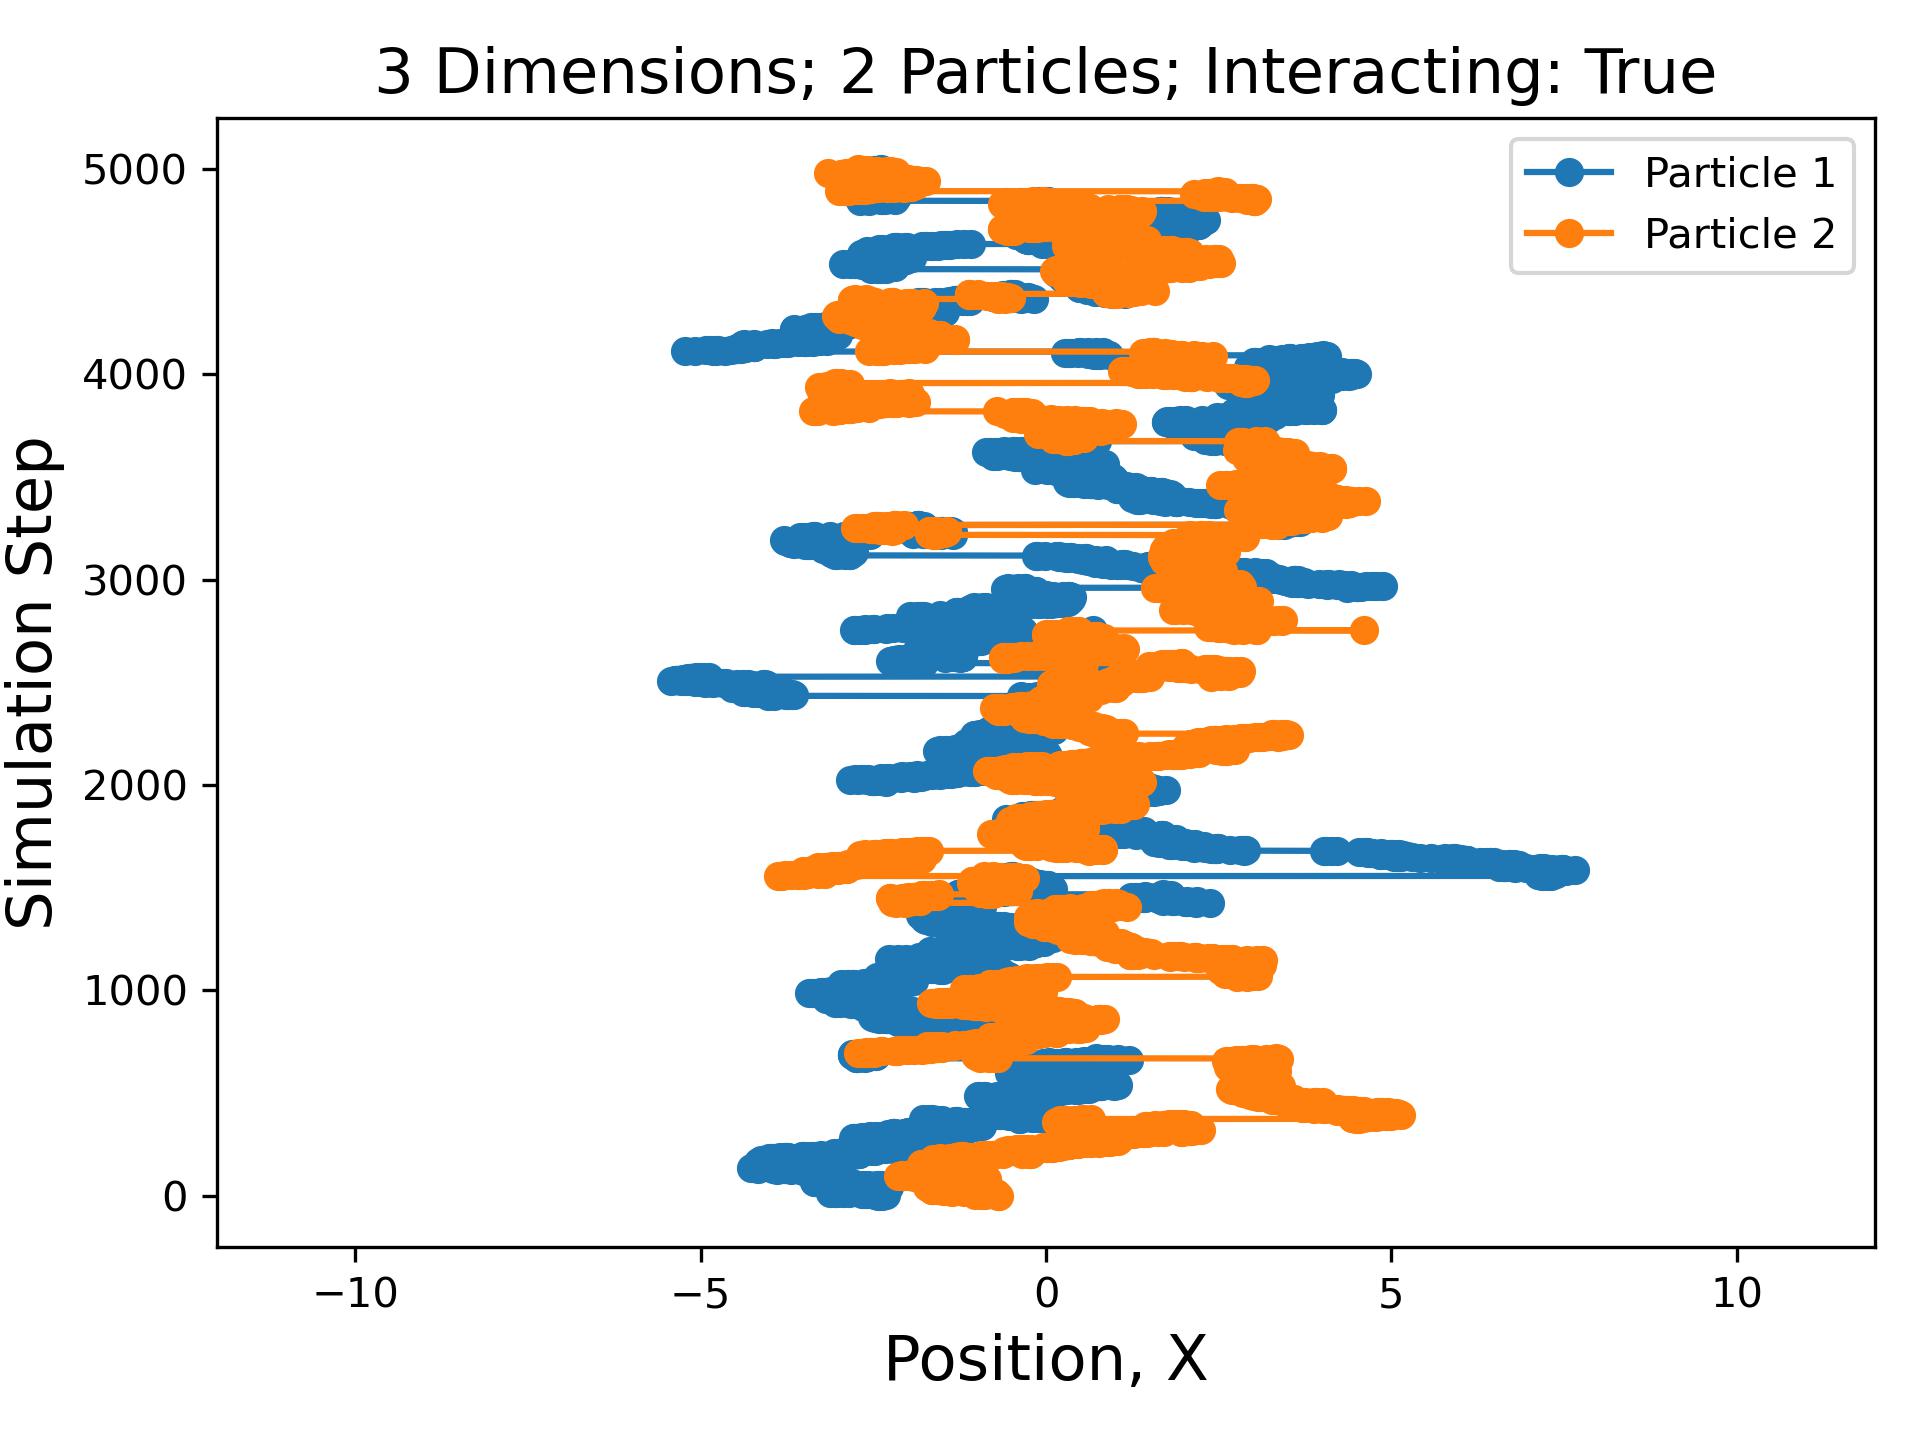 3 Dimensions; 2 Particles; Interacting: True
Particle 1
Particle 2
Simulation Step
5000
4000
3000
2000
1000
0
−10
−5
0
5
10
Position, X